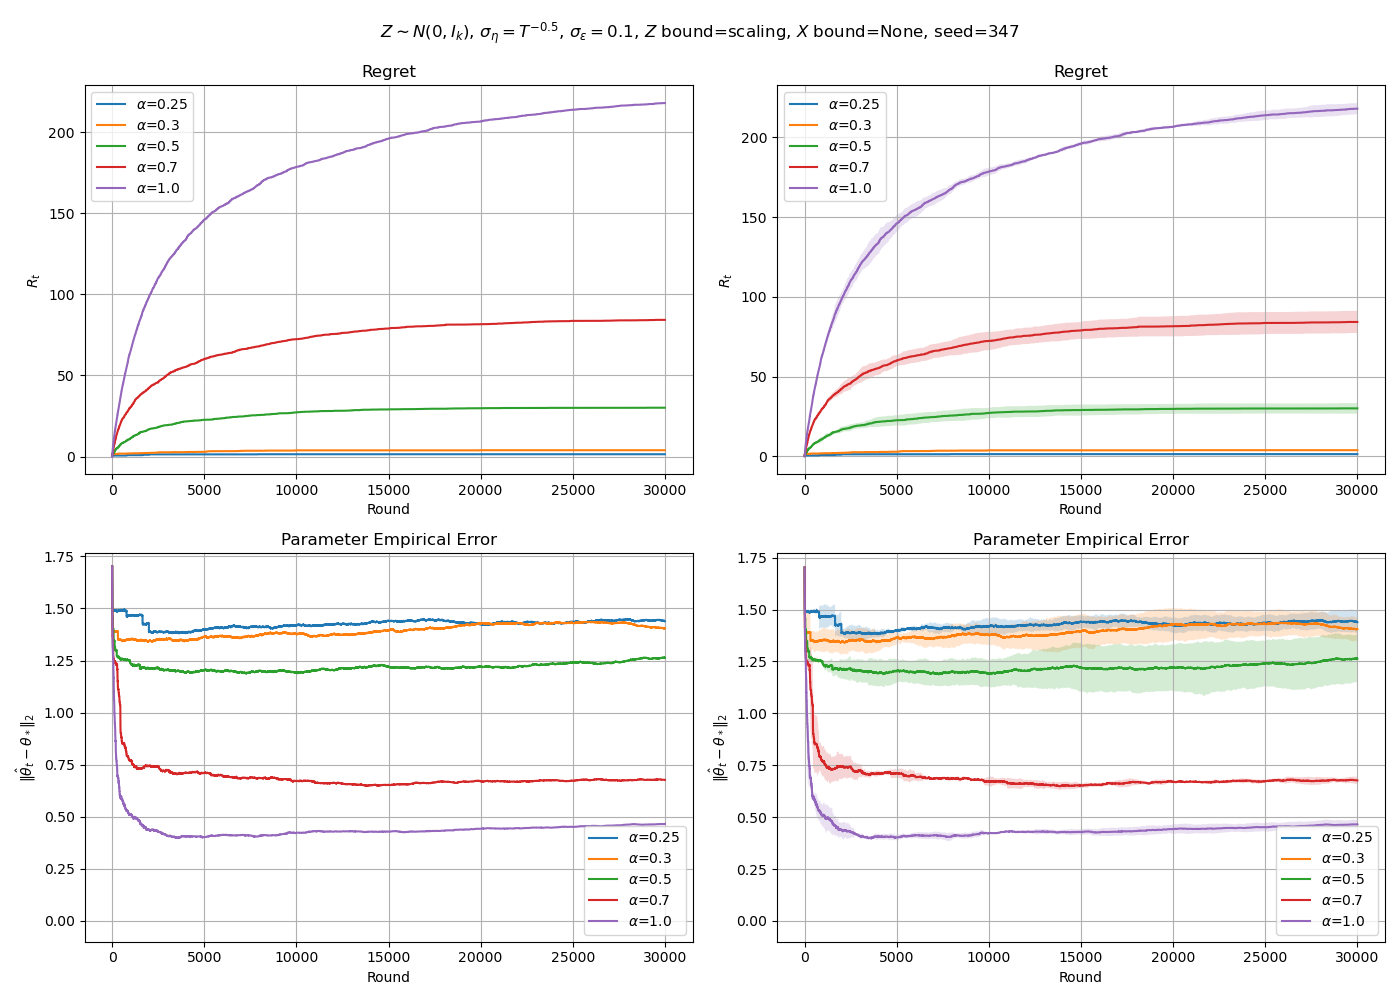 Z ∼ N(0, I_k), σ_η = T^{−0.5}, σ_ε = 0.1, Z bound=scaling, X bound=None, seed=347
Regret
α=0.25
α=0.3
α=0.5
α=0.7
α=1.0
200
150
100
50
0
R_t
0 5000 10000 15000 20000 25000 30000
Round
Regret
α=0.25
α=0.3
α=0.5
α=0.7
α=1.0
200
150
100
50
0
R_t
0 5000 10000 15000 20000 25000 30000
Round
Parameter Empirical Error
1.75
1.50
1.25
1.00
0.75
0.50
0.25
0.00
‖θ̂_t − θ_*‖_2
α=0.25
α=0.3
α=0.5
α=0.7
α=1.0
0 5000 10000 15000 20000 25000 30000
Round
Parameter Empirical Error
1.75
1.50
1.25
1.00
0.75
0.50
0.25
0.00
‖θ̂_t − θ_*‖_2
α=0.25
α=0.3
α=0.5
α=0.7
α=1.0
0 5000 10000 15000 20000 25000 30000
Round